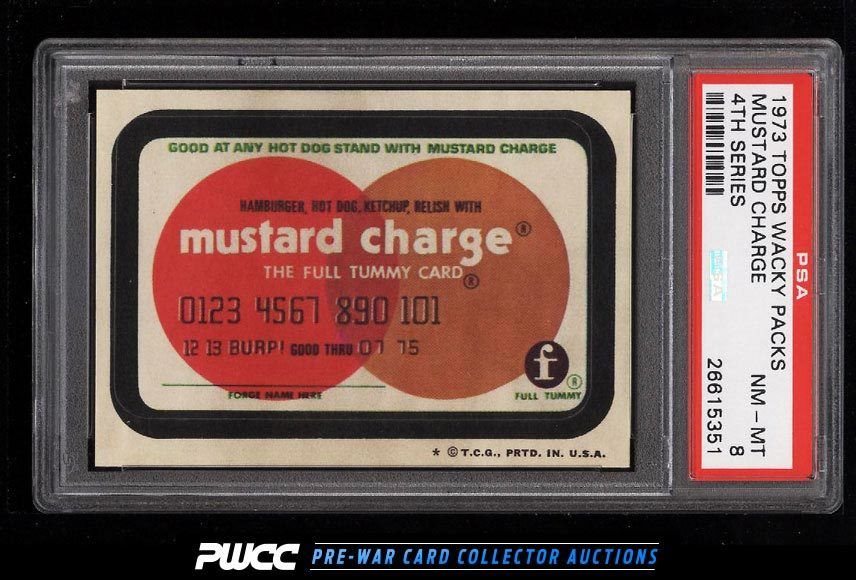 GOOD AT ANY HOT DOG STAND WITH MUSTARD CHARGE
HAMBURGER, HOT DOG, KETCHUP, RELISH WITH
mustard charge®
THE FULL TUMMY CARD®
0123 4567 890 101
12 13 BURP! GOOD THRU 07 75
FORGE NAME HERE
f®
FULL TUMMY
* ©T.C.G., PRTD. IN. U.S.A.
PSA
1973 TOPPS WACKY PACKS
MUSTARD CHARGE
4TH SERIES
NM - MT
8
26615351
PWCC PRE-WAR CARD COLLECTOR AUCTIONS